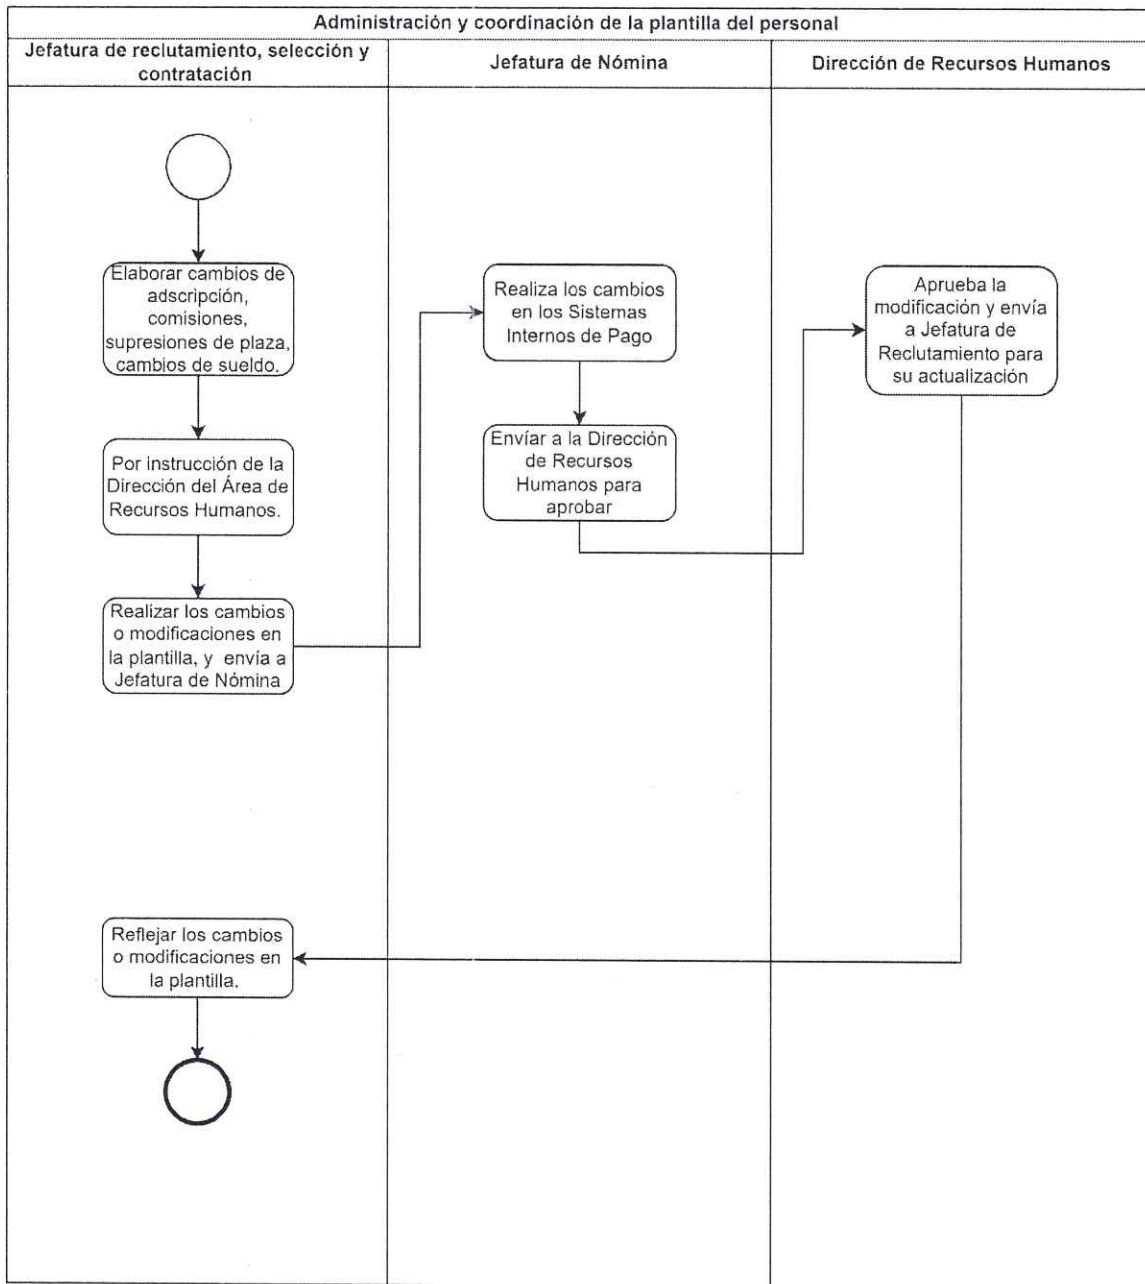 Administración y coordinación de la plantilla del personal
Jefatura de reclutamiento, selección y
contratación
Jefatura de Nómina
Dirección de Recursos Humanos
Elaborar cambios de
adscripción,
comisiones,
supresiones de plaza,
cambios de sueldo.
Por instrucción de la
Dirección del Área de
Recursos Humanos.
Realizar los cambios
o modificaciones en
la plantilla, y envía a
Jefatura de Nómina
Realiza los cambios
en los Sistemas
Internos de Pago
Envíar a la Dirección
de Recursos
Humanos para
aprobar
Aprueba la
modificación y envía
a Jefatura de
Reclutamiento para
su actualización
Reflejar los cambios
o modificaciones en
la plantilla.